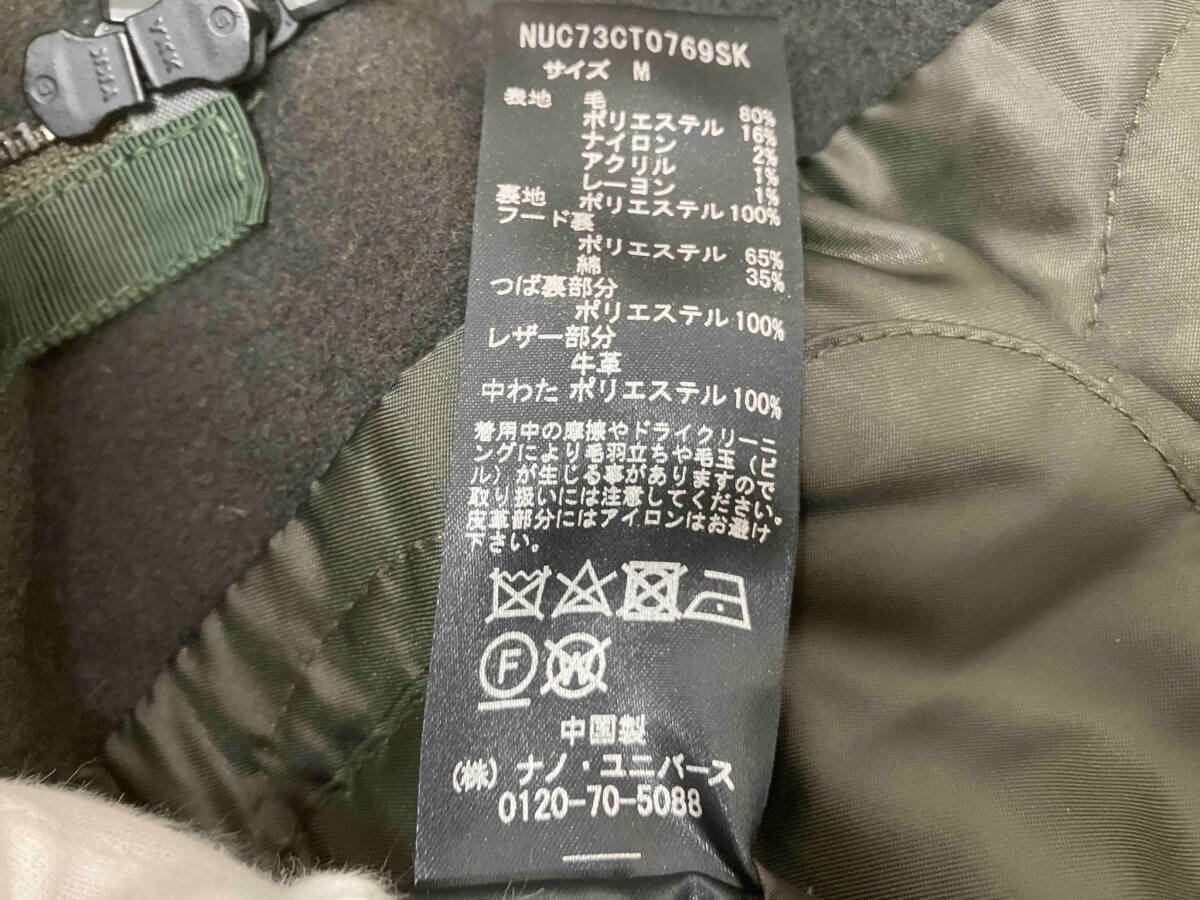 YKK
YKK
NUC73CT0769SK
サイズ M
表地 毛 80%
ポリエステル 16%
ナイロン 2%
アクリル 1%
レーヨン 1%
裏地 ポリエステル 100%
フード裏
ポリエステル 65%
綿 35%
つば裏部分
ポリエステル 100%
レザー部分
牛革
中わた ポリエステル 100%
着用中の摩擦やドライクリーニ
ングにより毛羽立ちや毛玉(ピ
ル)が生じる事がありますので
取り扱いには注意してください。
皮革部分にはアイロンはお避け
下さい。
F W
中国製
(株) ナノ・ユニバース
0120-70-5088